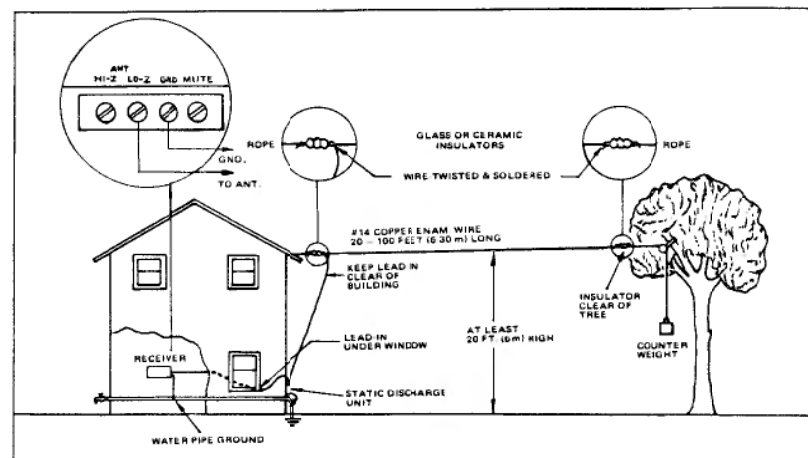 ANT
HI-Z LO-Z GRD MUTE
GND.
TO ANT.
ROPE
GLASS OR CERAMIC
INSULATORS
WIRE TWISTED & SOLDERED
ROPE
#14 COPPER ENAM WIRE
20 – 100 FEET (6 30 m) LONG
KEEP LEAD IN
CLEAR OF
BUILDING
INSULATOR
CLEAR OF
TREE
AT LEAST
20 FT. (6m) HIGH
COUNTER
WEIGHT
LEAD-IN
UNDER WINDOW
RECEIVER
STATIC DISCHARGE
UNIT
WATER PIPE GROUND